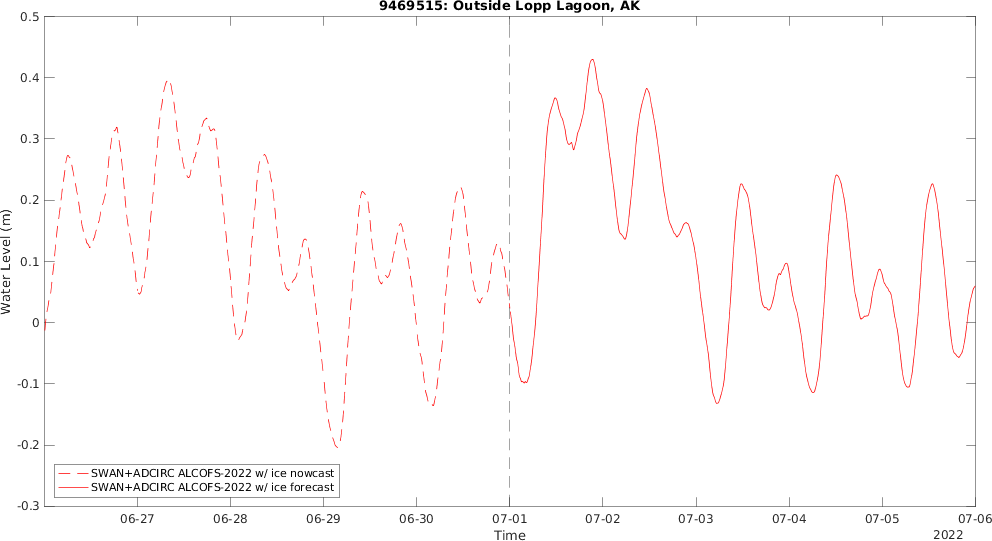 9469515: Outside Lopp Lagoon, AK
0.5
0.4
0.3
0.2
0.1
0
-0.1
-0.2
-0.3
Water Level (m)
SWAN+ADCIRC ALCOFS-2022 w/ ice nowcast
SWAN+ADCIRC ALCOFS-2022 w/ ice forecast
06-27 06-28 06-29 06-30 07-01 07-02 07-03 07-04 07-05 07-06
Time
2022